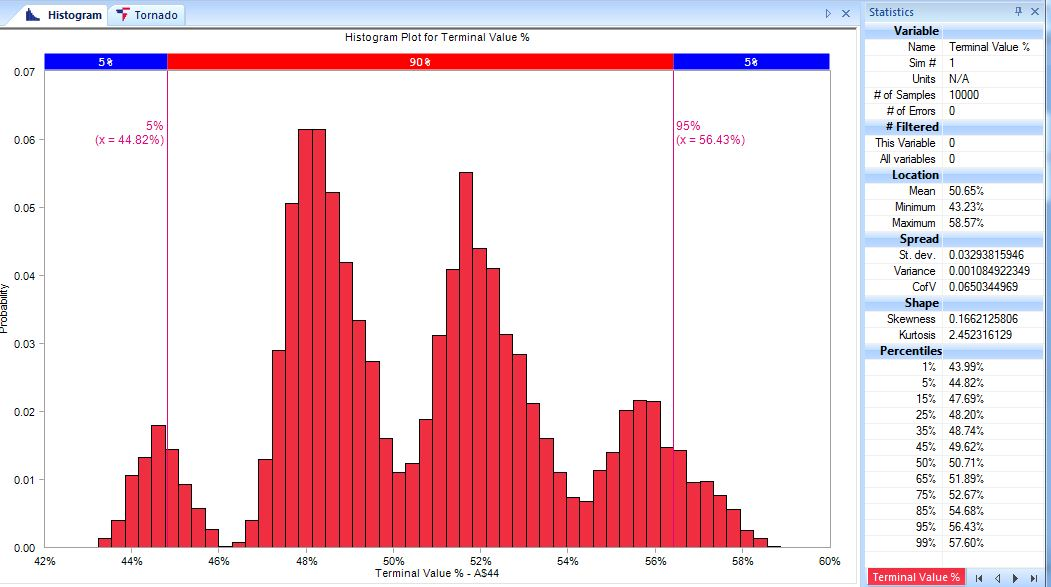 Histogram
Tornado
Histogram Plot for Terminal Value %
5%
90%
5%
0.07
0.06
0.05
0.04
0.03
0.02
0.01
0.00
Probability
5%
(x = 44.82%)
95%
(x = 56.43%)
42%
44%
46%
48%
50%
52%
54%
56%
58%
60%
Terminal Value % - A$44
Statistics
Variable
Name Terminal Value %
Sim # 1
Units N/A
# of Samples 10000
# of Errors 0
# Filtered
This Variable 0
All variables 0
Location
Mean 50.65%
Minimum 43.23%
Maximum 58.57%
Spread
St. dev. 0.03293815946
Variance 0.001084922349
CofV 0.0650344969
Shape
Skewness 0.1662125806
Kurtosis 2.452316129
Percentiles
1% 43.99%
5% 44.82%
15% 47.69%
25% 48.20%
35% 48.74%
45% 49.62%
50% 50.71%
65% 51.89%
75% 52.67%
85% 54.68%
95% 56.43%
99% 57.60%
Terminal Value %